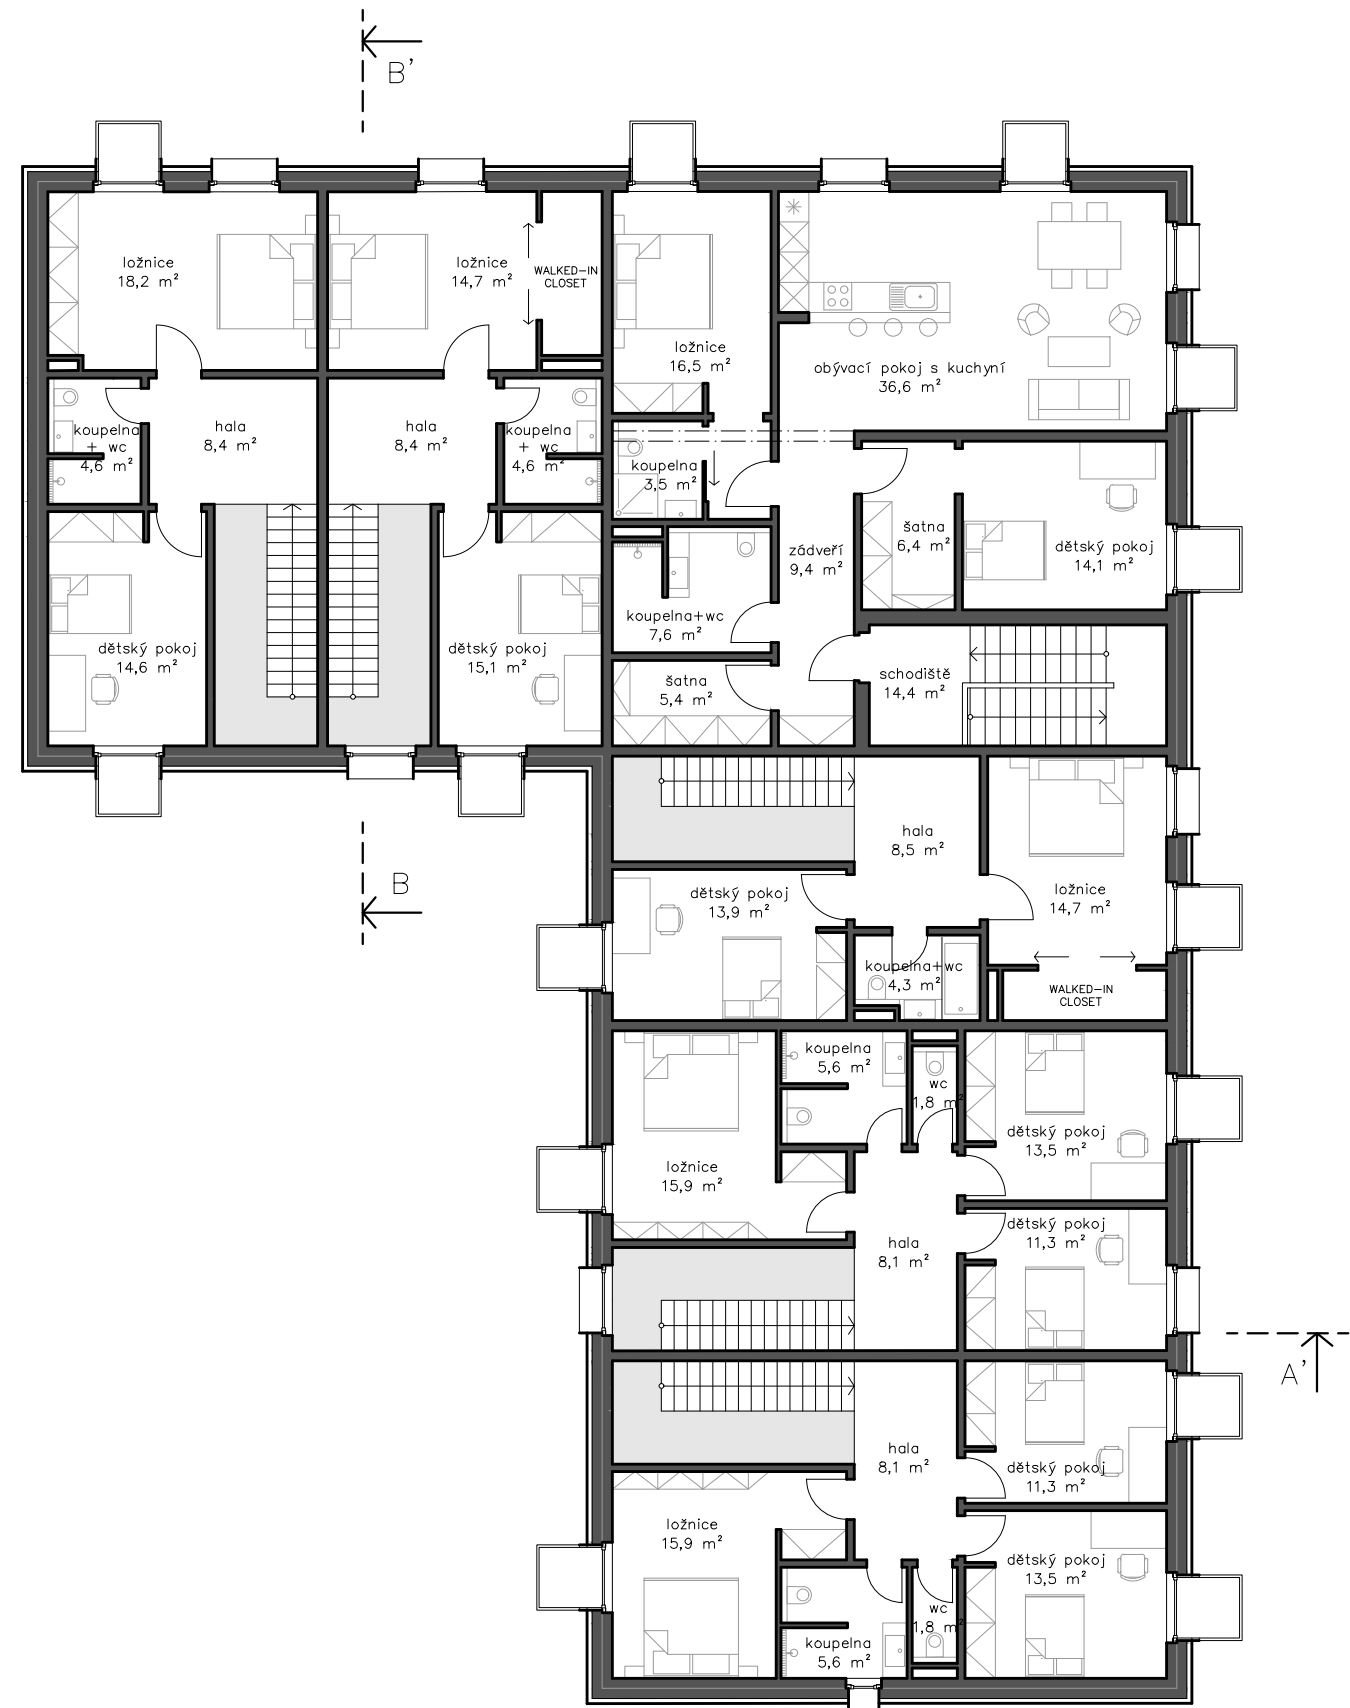 B'
ložnice
18,2 m²
ložnice
14,7 m²
WALKED-IN
CLOSET
ložnice
16,5 m²
obývací pokoj s kuchyní
36,6 m²
koupelna
+ wc
4,6 m²
hala
8,4 m²
hala
8,4 m²
koupelna
+ wc
4,6 m²
koupelna
3,5 m²
šatna
6,4 m²
dětský pokoj
14,1 m²
zádveří
9,4 m²
koupelna+wc
7,6 m²
dětský pokoj
14,6 m²
dětský pokoj
15,1 m²
šatna
5,4 m²
schodiště
14,4 m²
hala
8,5 m²
B
dětský pokoj
13,9 m²
ložnice
14,7 m²
koupelna+wc
4,3 m²
WALKED-IN
CLOSET
koupelna
5,6 m²
wc
1,8 m²
dětský pokoj
13,5 m²
ložnice
15,9 m²
dětský pokoj
11,3 m²
hala
8,1 m²
A'
hala
8,1 m²
dětský pokoj
11,3 m²
ložnice
15,9 m²
dětský pokoj
13,5 m²
wc
1,8 m²
koupelna
5,6 m²